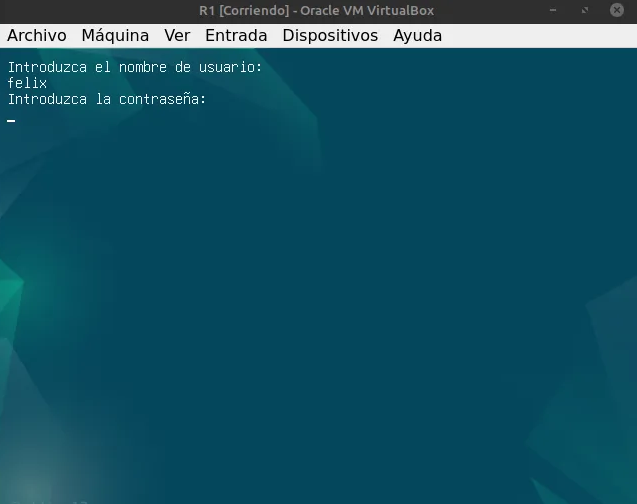 R1 [Corriendo] - Oracle VM VirtualBox
Archivo Máquina Ver Entrada Dispositivos Ayuda
Introduzca el nombre de usuario:
felix
Introduzca la contraseña:
_